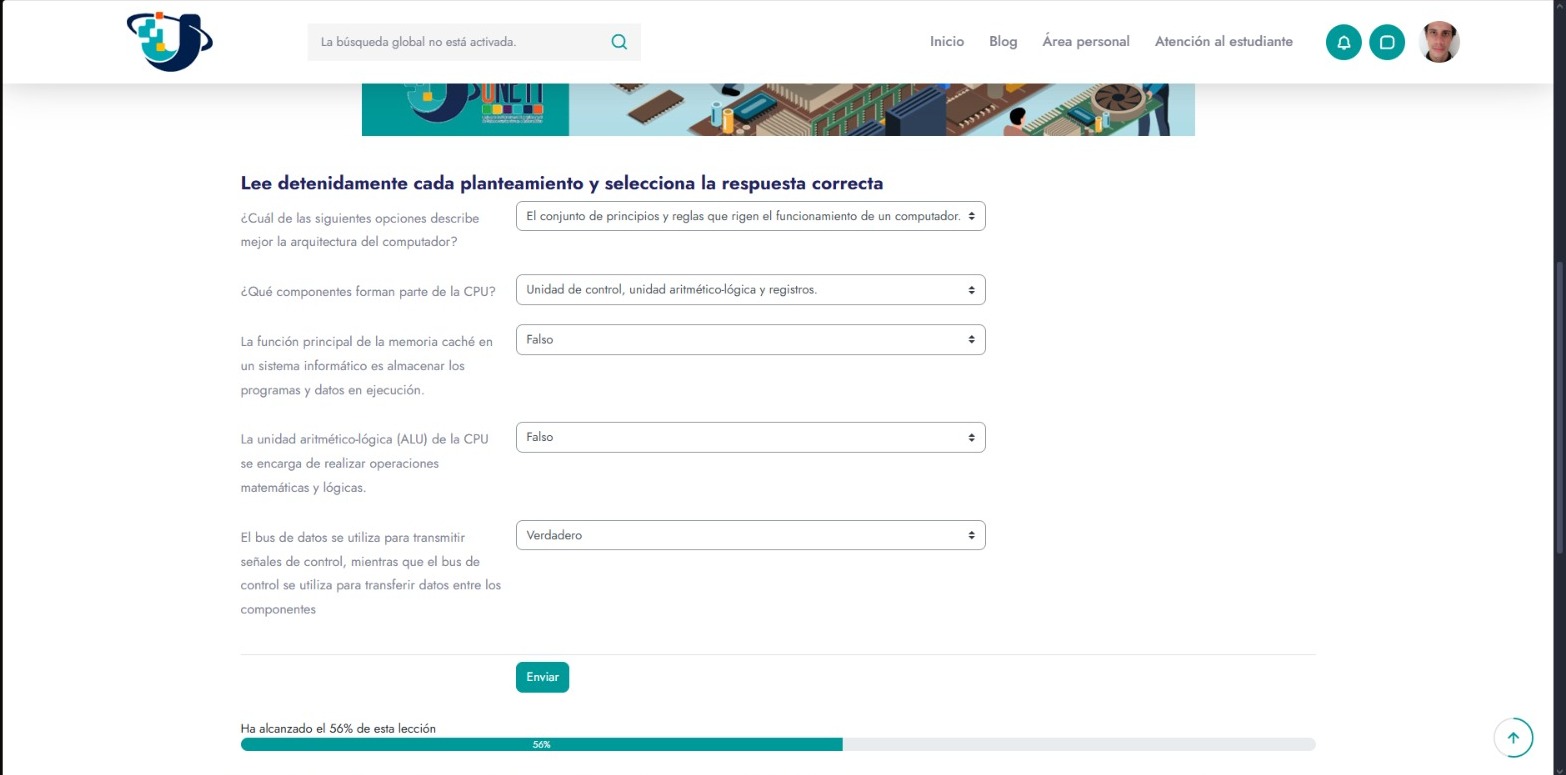 La búsqueda global no está activada.
Inicio
Blog
Área personal
Atención al estudiante
Lee detenidamente cada planteamiento y selecciona la respuesta correcta
¿Cuál de las siguientes opciones describe
mejor la arquitectura del computador?
El conjunto de principios y reglas que rigen el funcionamiento de un computador.
¿Qué componentes forman parte de la CPU?
Unidad de control, unidad aritmético-lógica y registros.
La función principal de la memoria caché en
un sistema informático es almacenar los
programas y datos en ejecución.
Falso
La unidad aritmético-lógica (ALU) de la CPU
se encarga de realizar operaciones
matemáticas y lógicas.
Falso
El bus de datos se utiliza para transmitir
señales de control, mientras que el bus de
control se utiliza para transferir datos entre los
componentes
Verdadero
Enviar
Ha alcanzado el 56% de esta lección
56%